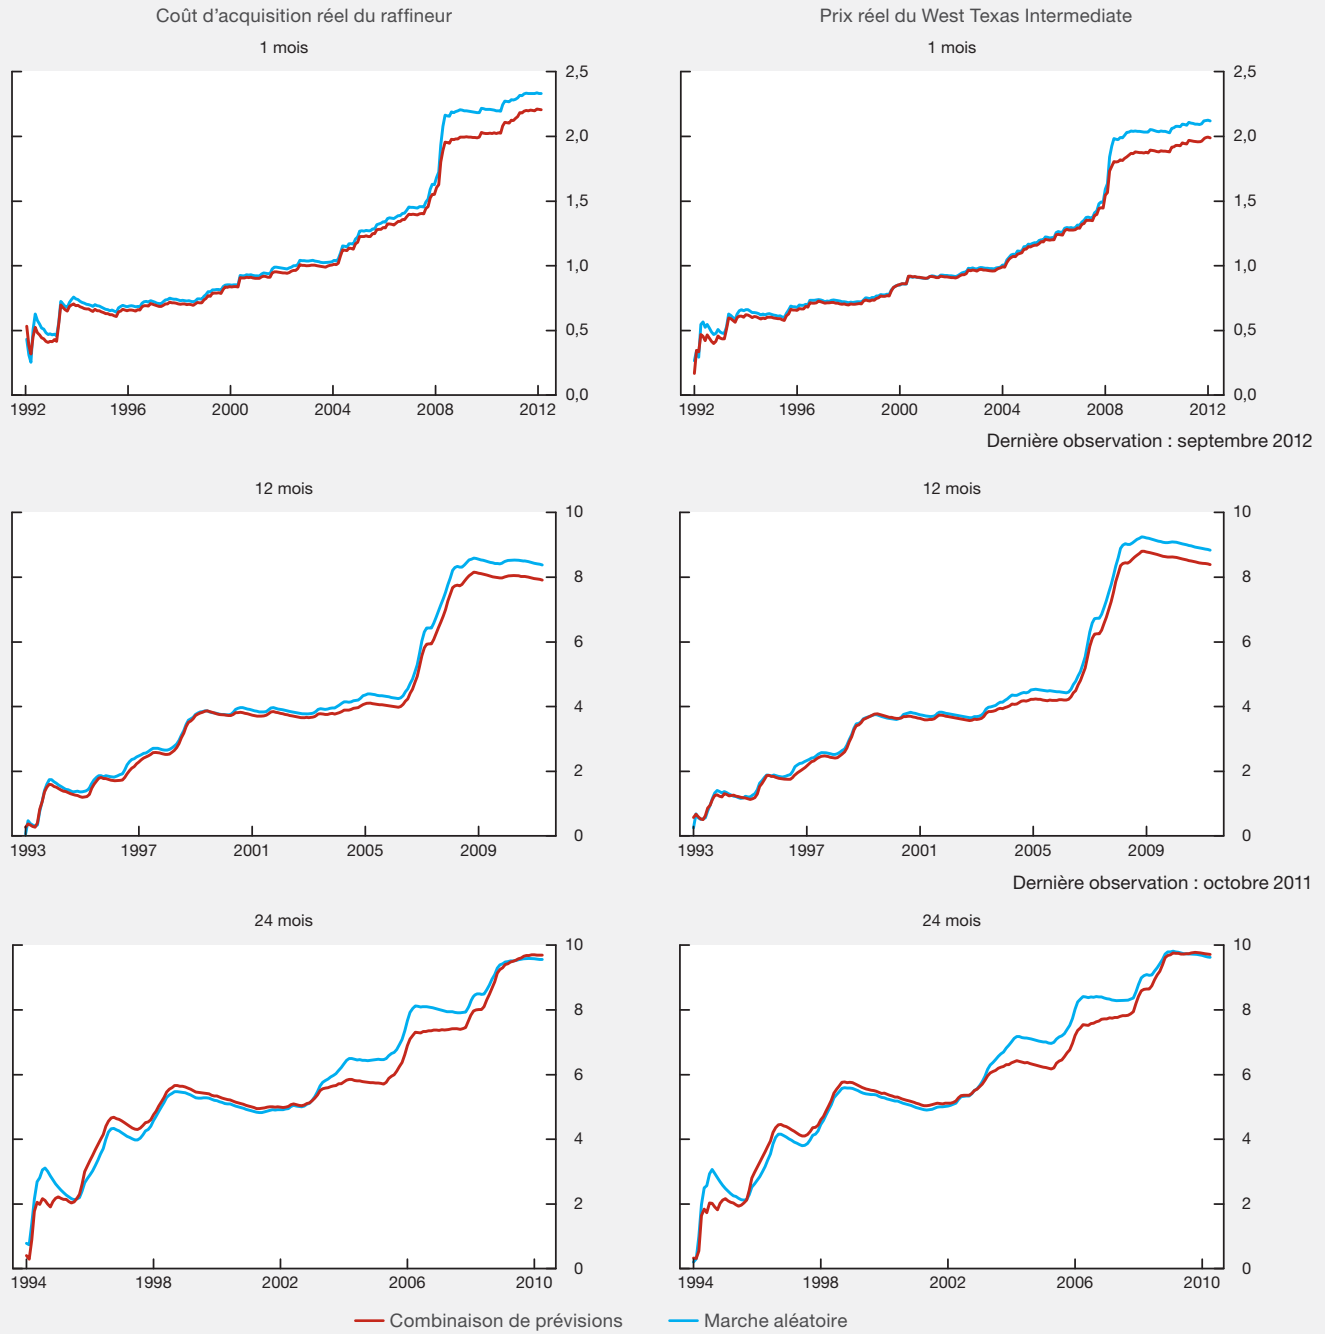 Coût d’acquisition réel du raffineur
Prix réel du West Texas Intermediate
1 mois
1 mois
2,5
2,0
1,5
1,0
0,5
0,0
1992 1996 2000 2004 2008 2012
2,5
2,0
1,5
1,0
0,5
0,0
1992 1996 2000 2004 2008 2012
Dernière observation : septembre 2012
12 mois
12 mois
10
8
6
4
2
0
1993 1997 2001 2005 2009
10
8
6
4
2
0
1993 1997 2001 2005 2009
Dernière observation : octobre 2011
24 mois
24 mois
10
8
6
4
2
0
1994 1998 2002 2006 2010
10
8
6
4
2
0
1994 1998 2002 2006 2010
Combinaison de prévisions
Marche aléatoire